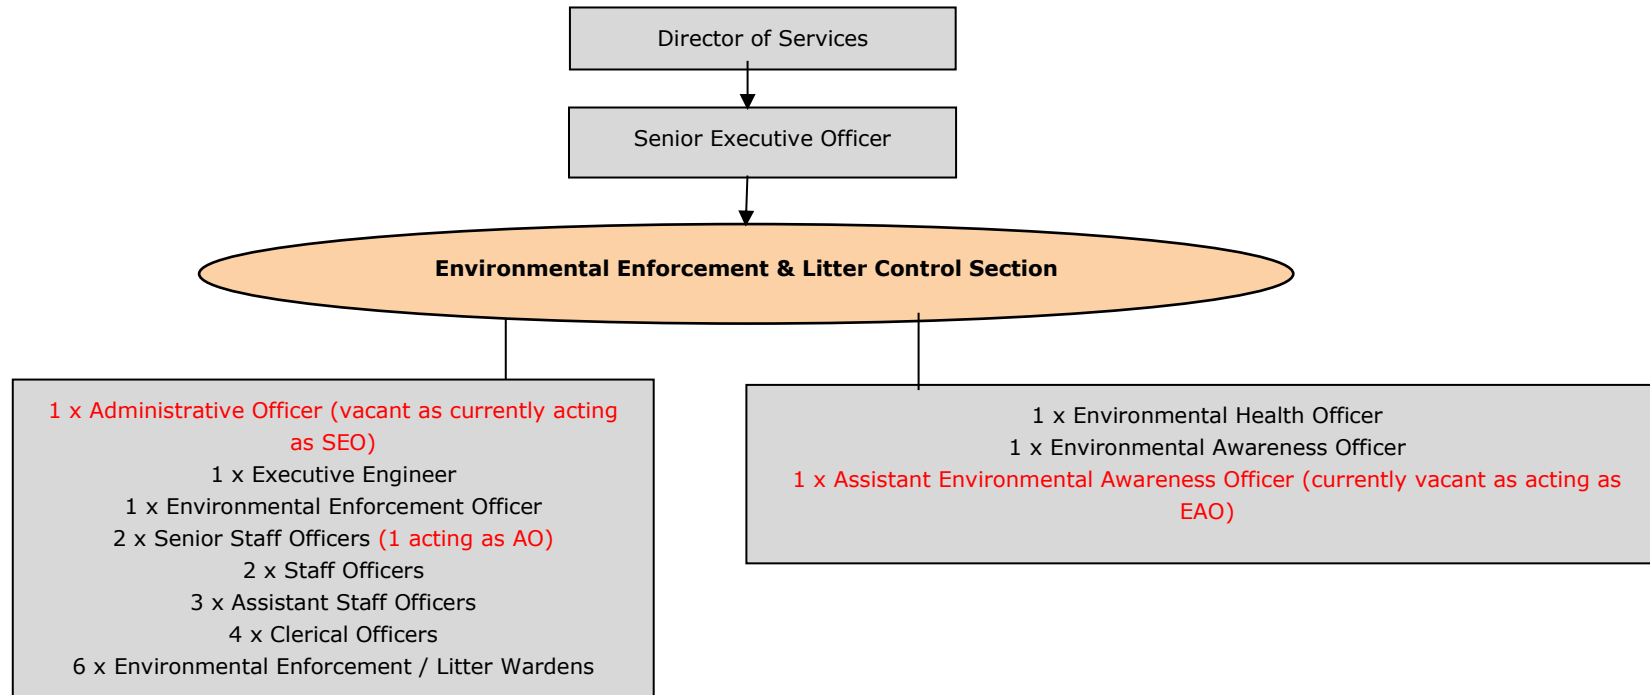 Director of Services
Senior Executive Officer
Environmental Enforcement & Litter Control Section
1 x Administrative Officer (vacant as currently acting
as SEO)
1 x Executive Engineer
1 x Environmental Enforcement Officer
2 x Senior Staff Officers (1 acting as AO)
2 x Staff Officers
3 x Assistant Staff Officers
4 x Clerical Officers
6 x Environmental Enforcement / Litter Wardens
1 x Environmental Health Officer
1 x Environmental Awareness Officer
1 x Assistant Environmental Awareness Officer (currently vacant as acting as
EAO)